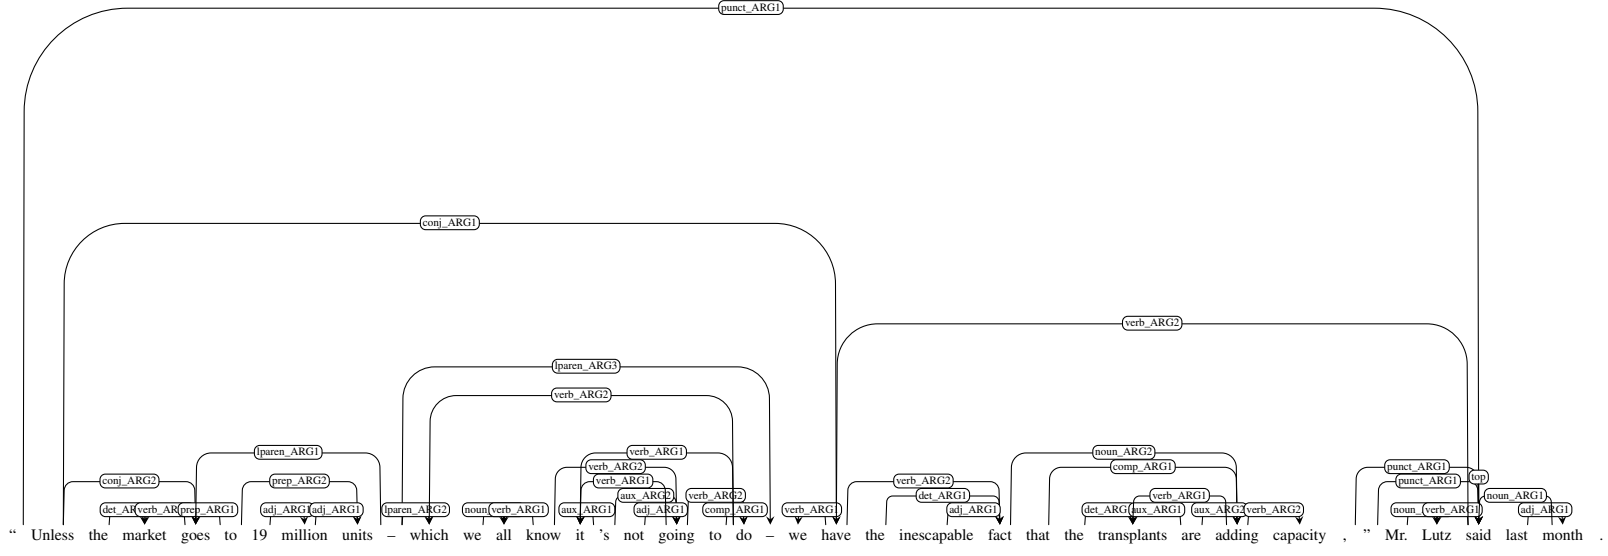 punct_ARG1
conj_ARG1
verb_ARG2
lparen_ARG3
verb_ARG2
lparen_ARG1 verb_ARG1 noun_ARG2
verb_ARG2 comp_ARG1 punct_ARG1
conj_ARG2 prep_ARG2 verb_ARG1 verb_ARG2 punct_ARG1 top
aux_ARG2 verb_ARG2 det_ARG1 verb_ARG1 noun_ARG1
prep_ARG1 adj_ARG1 adj_ARG1 lparen_ARG2 verb_ARG1 aux_ARG1 adj_ARG1 comp_ARG1 verb_ARG1 adj_ARG1 aux_ARG1 aux_ARG2 verb_ARG2 verb_ARG1 adj_ARG1
“ Unless the market goes to 19 million units – which we all know it ’s not going to do – we have the inescapable fact that the transplants are adding capacity , ” Mr. Lutz said last month .